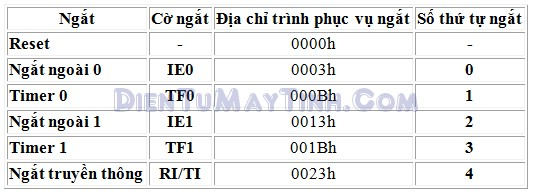 Ngắt Cờ ngắt Địa chỉ trình phục vụ ngắt Số thứ tự ngắt
Reset - 0000h -
Ngắt ngoài 0 IE0 0003h 0
Timer 0 TF0 000Bh 1
DIENTUMAYTINH.COM
Ngắt ngoài 1 IE1 0013h 2
Timer 1 TF1 001Bh 3
Ngắt truyền thông RI/TI 0023h 4